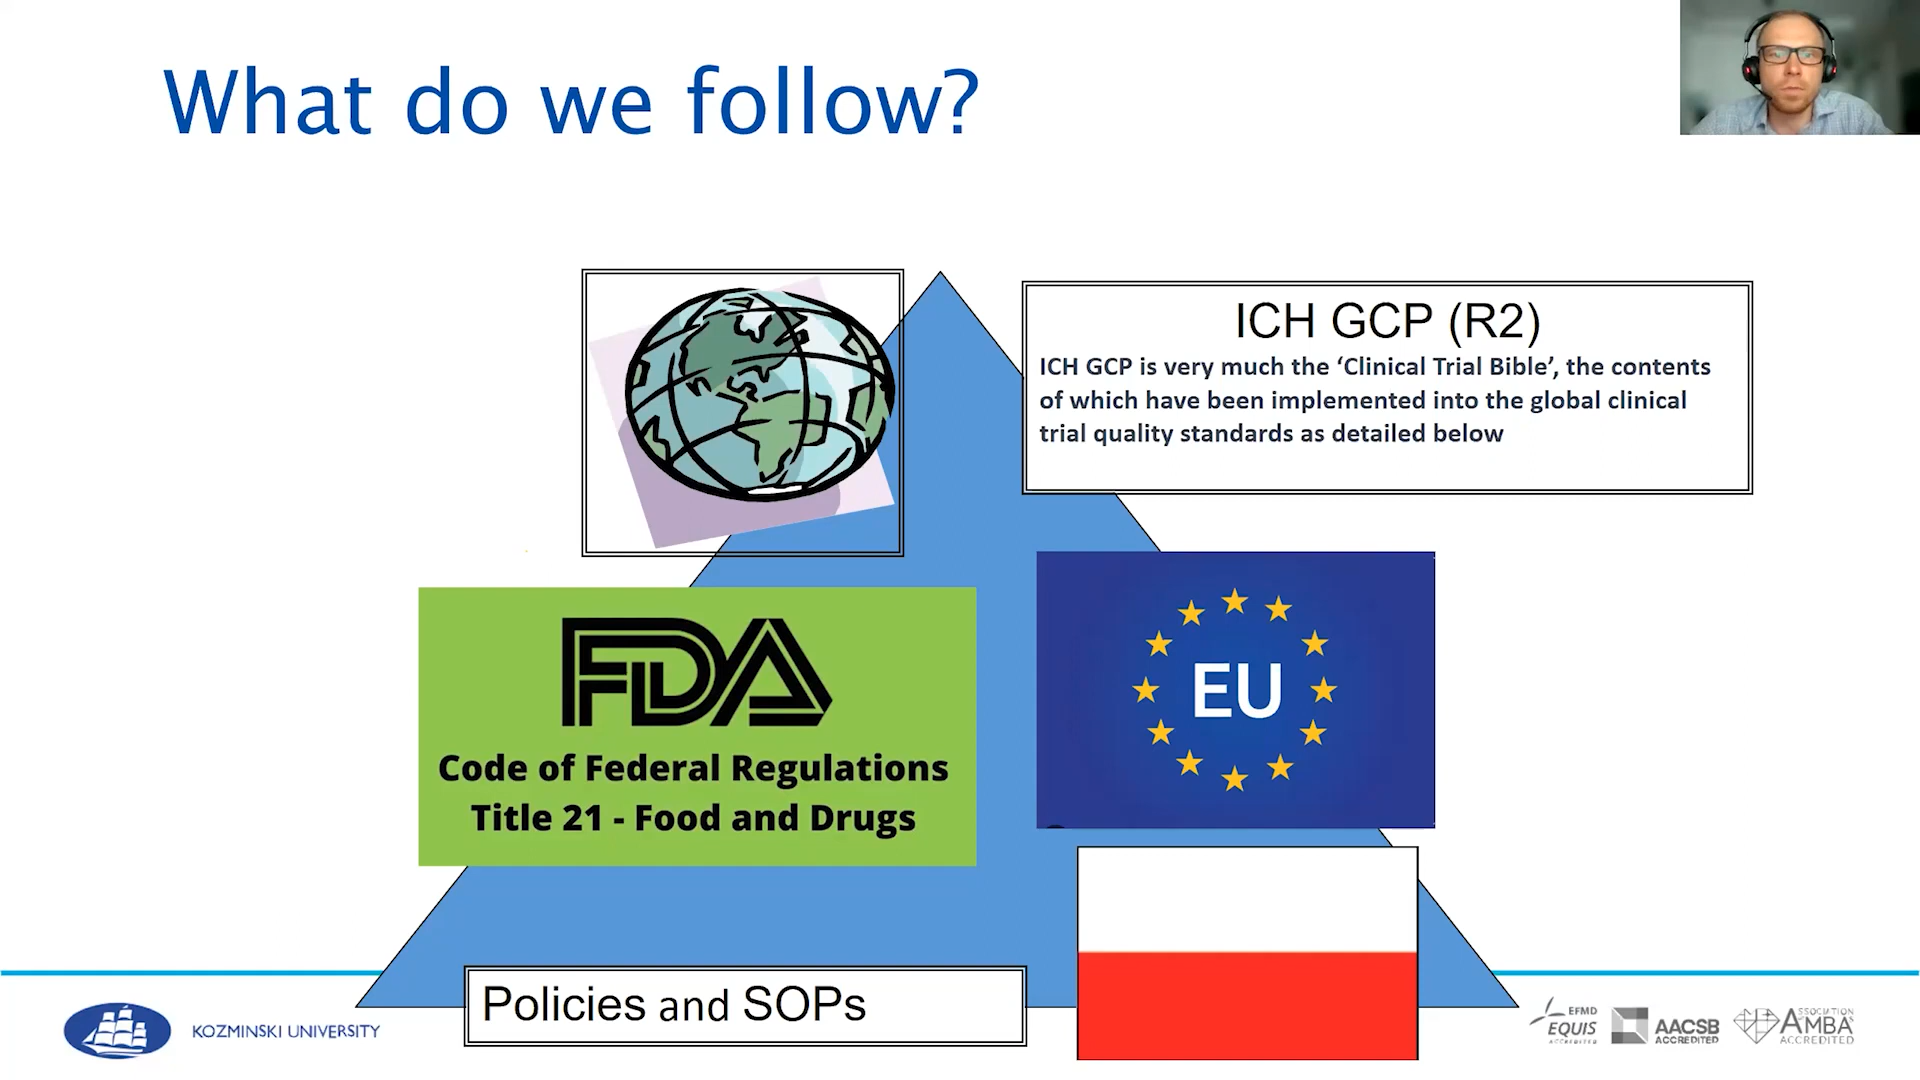 What do we follow?
ICH GCP (R2)
ICH GCP is very much the ‘Clinical Trial Bible’, the contents
of which have been implemented into the global clinical
trial quality standards as detailed below
FDA
Code of Federal Regulations
Title 21 - Food and Drugs
EU
Policies and SOPs
KOZMINSKI UNIVERSITY
EFMD
EQUIS
ACCREDITED
AACSB
ACCREDITED
ASSOCIATION
AMBA
ACCREDITED